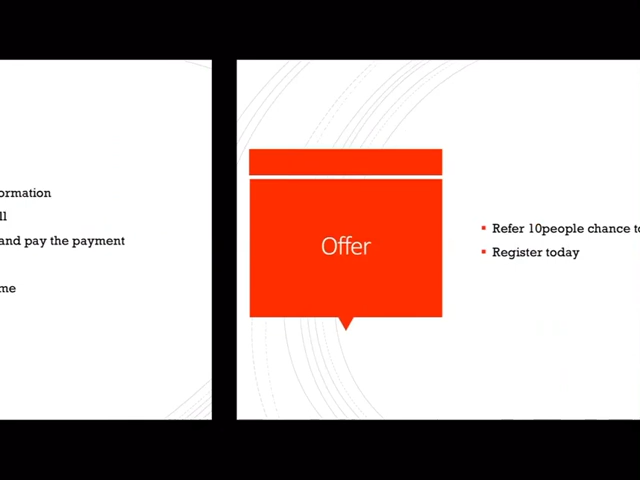 ormation
ll
and pay the payment
me
Offer
Refer 10people chance to
Register today